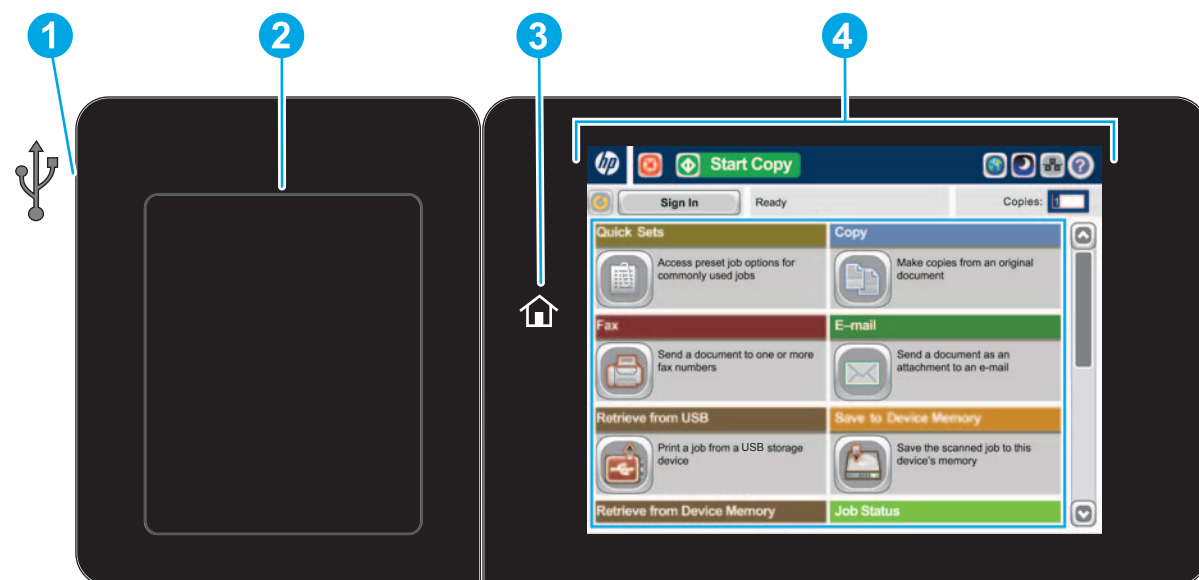 1
2
3
4
hp
Start Copy
Sign In
Ready
Copies:
1
Quick Sets
Copy
Access preset job options for
commonly used jobs
Make copies from an original
document
Fax
E–mail
Send a document to one or more
fax numbers
Send a document as an
attachment to an e-mail
Retrieve from USB
Save to Device Memory
Print a job from a USB storage
device
Save the scanned job to this
device's memory
Retrieve from Device Memory
Job Status